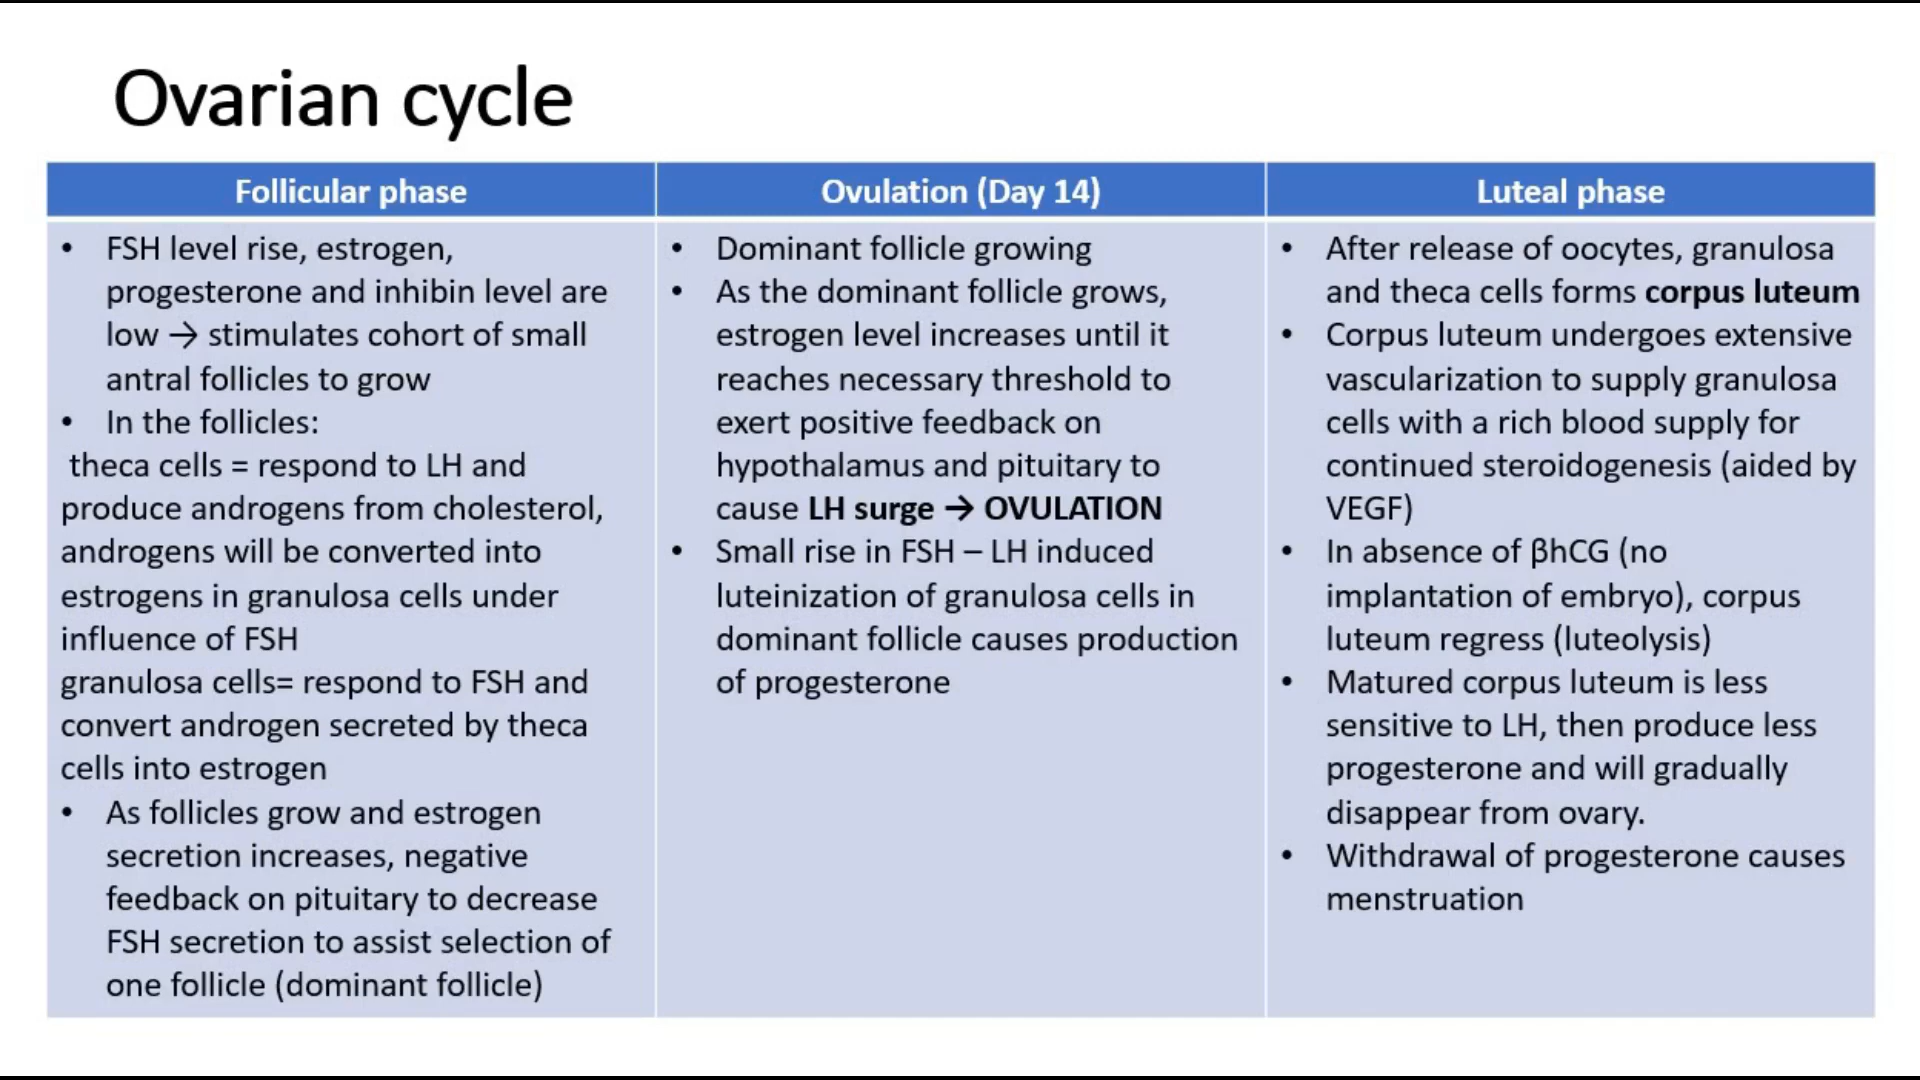 Ovarian cycle
Follicular phase
• FSH level rise, estrogen,
progesterone and inhibin level are
low → stimulates cohort of small
antral follicles to grow
• In the follicles:
theca cells = respond to LH and
produce androgens from cholesterol,
androgens will be converted into
estrogens in granulosa cells under
influence of FSH
granulosa cells= respond to FSH and
convert androgen secreted by theca
cells into estrogen
• As follicles grow and estrogen
secretion increases, negative
feedback on pituitary to decrease
FSH secretion to assist selection of
one follicle (dominant follicle)
Ovulation (Day 14)
• Dominant follicle growing
• As the dominant follicle grows,
estrogen level increases until it
reaches necessary threshold to
exert positive feedback on
hypothalamus and pituitary to
cause LH surge → OVULATION
• Small rise in FSH – LH induced
luteinization of granulosa cells in
dominant follicle causes production
of progesterone
Luteal phase
• After release of oocytes, granulosa
and theca cells forms corpus luteum
• Corpus luteum undergoes extensive
vascularization to supply granulosa
cells with a rich blood supply for
continued steroidogenesis (aided by
VEGF)
• In absence of βhCG (no
implantation of embryo), corpus
luteum regress (luteolysis)
• Matured corpus luteum is less
sensitive to LH, then produce less
progesterone and will gradually
disappear from ovary.
• Withdrawal of progesterone causes
menstruation